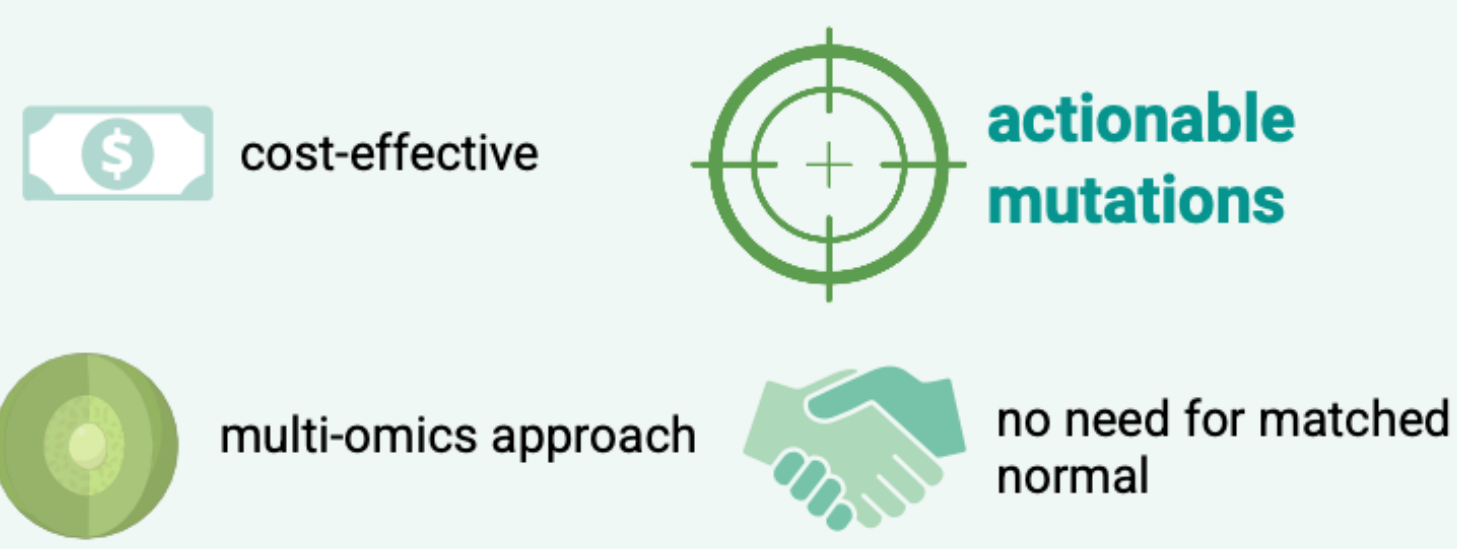 $
cost-effective
actionable
mutations
multi-omics approach
no need for matched
normal